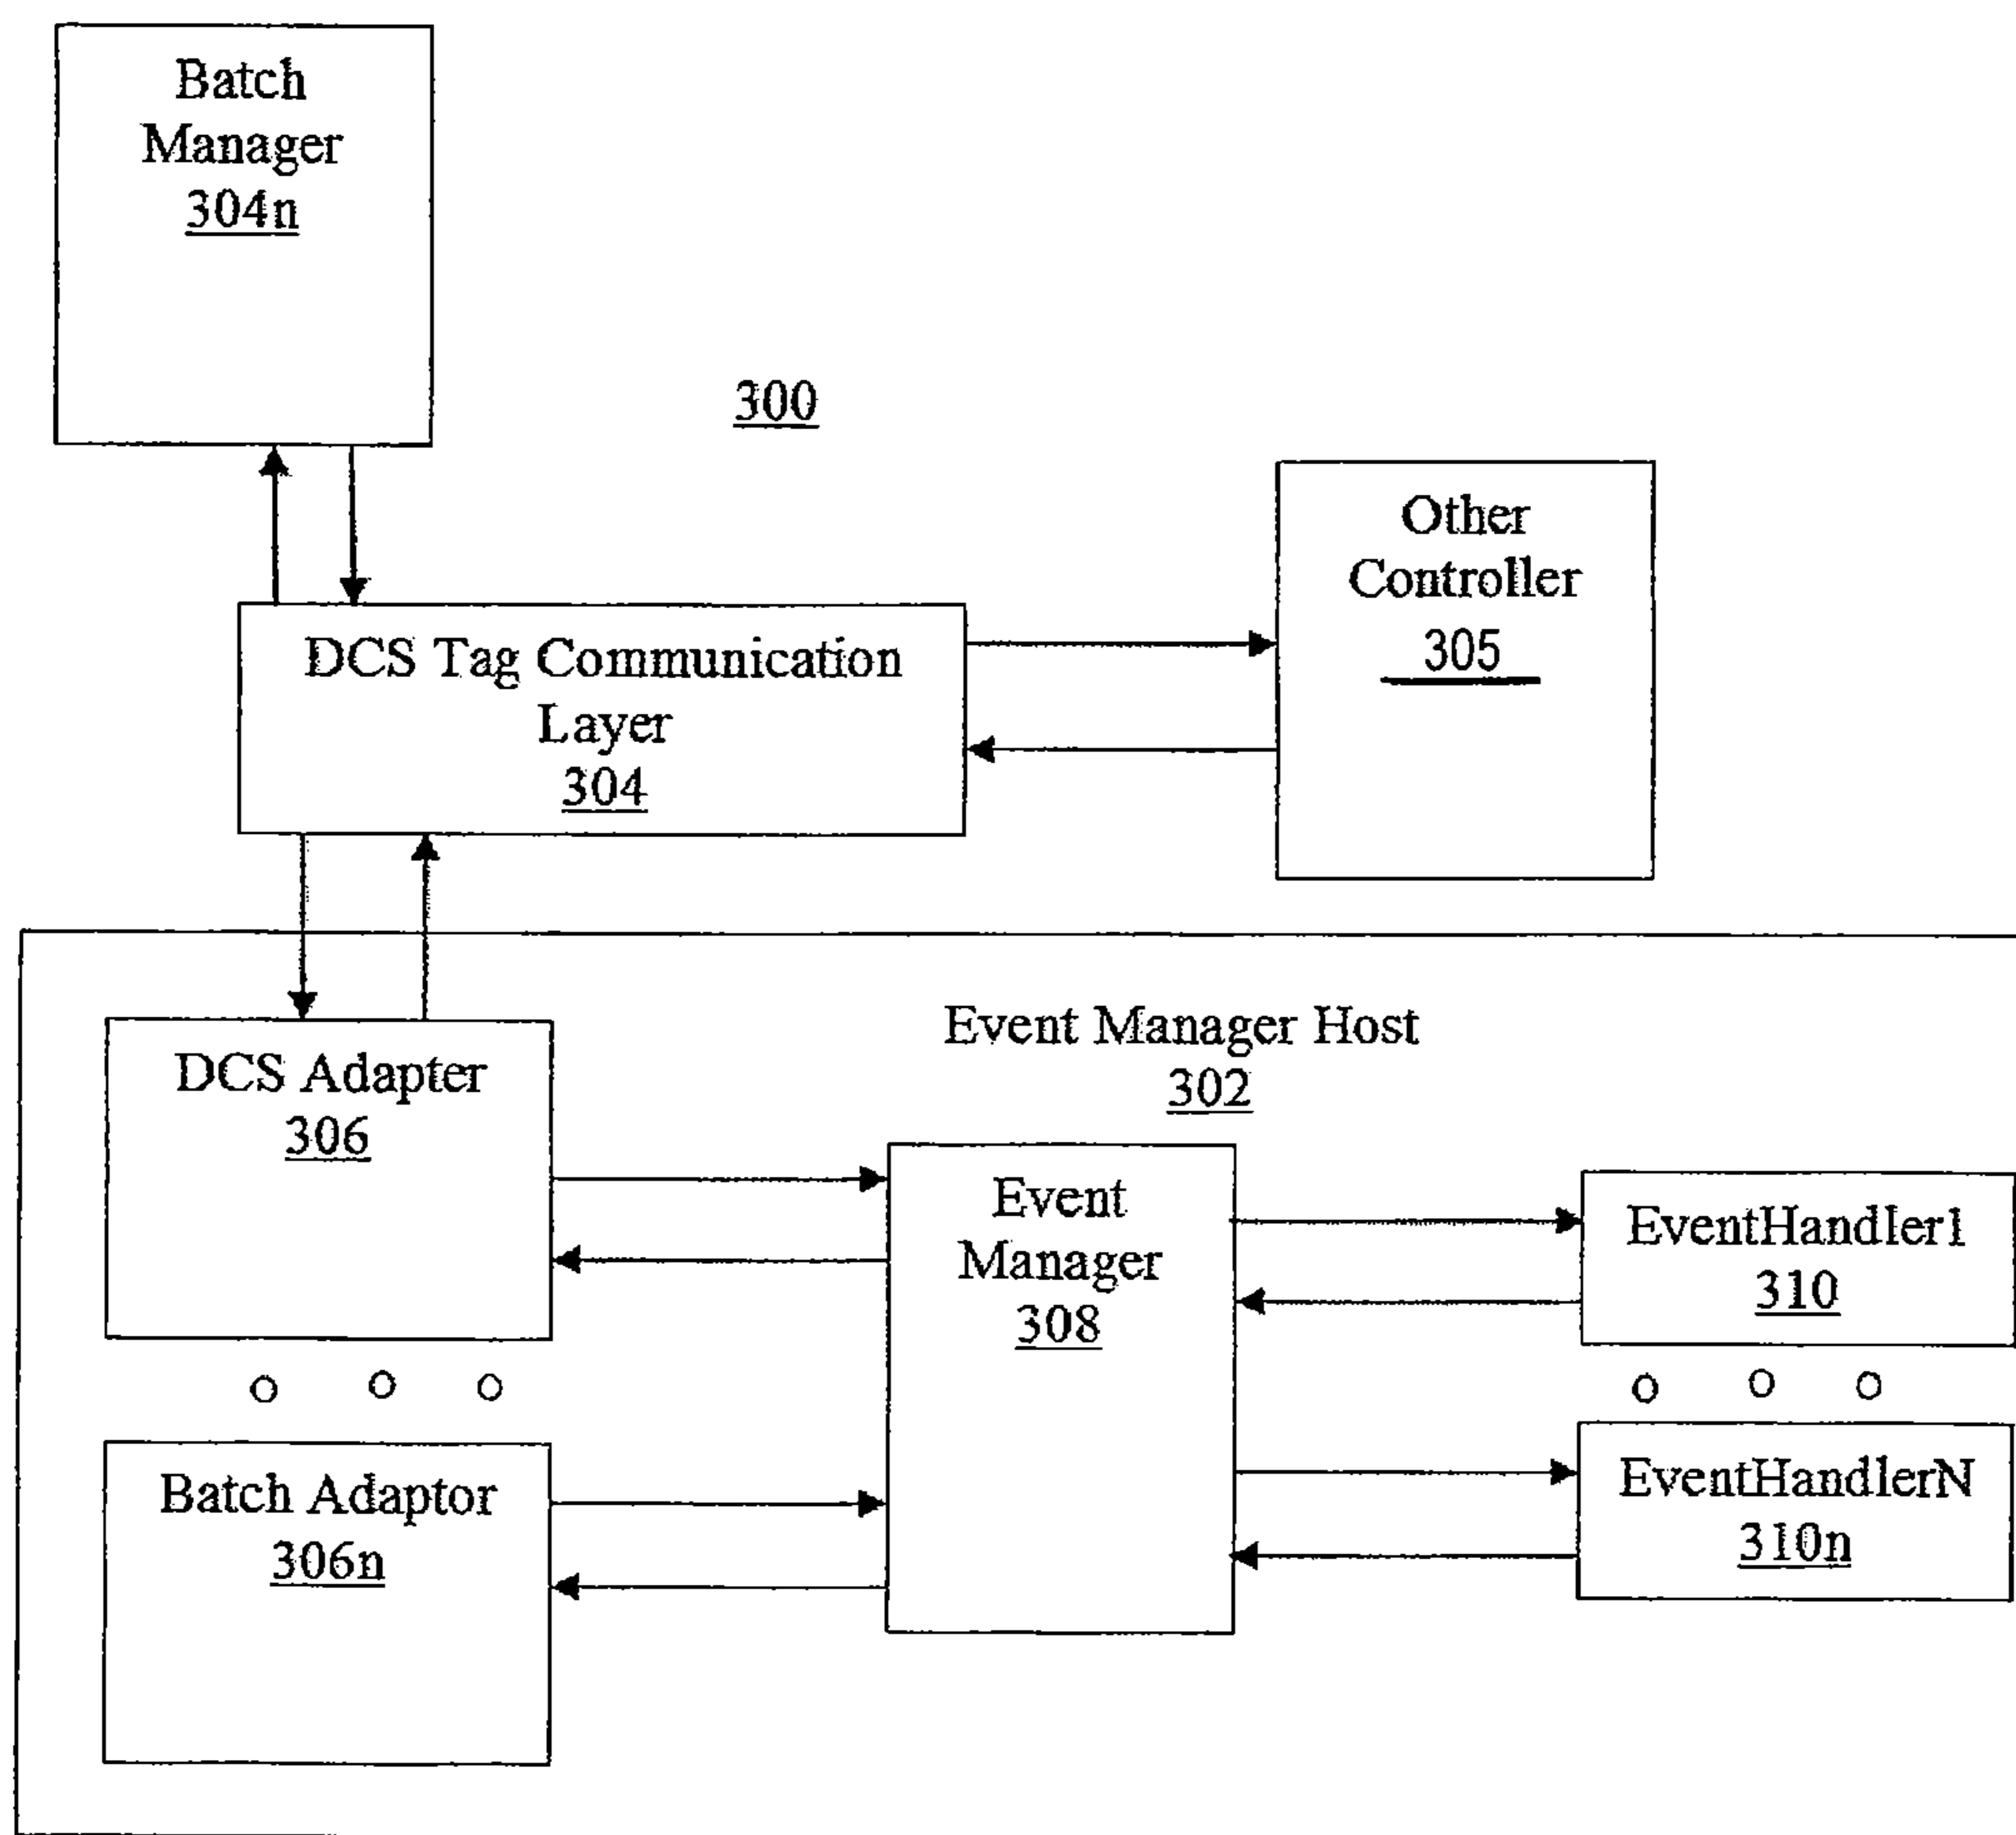 Batch
Manager
304n
300
Other
Controller
305
DCS Tag Communication
Layer
304
Event Manager Host
302
DCS Adapter
306
Event
Manager
308
EventHandler1
310
Batch Adaptor
306n
EventHandlerN
310n